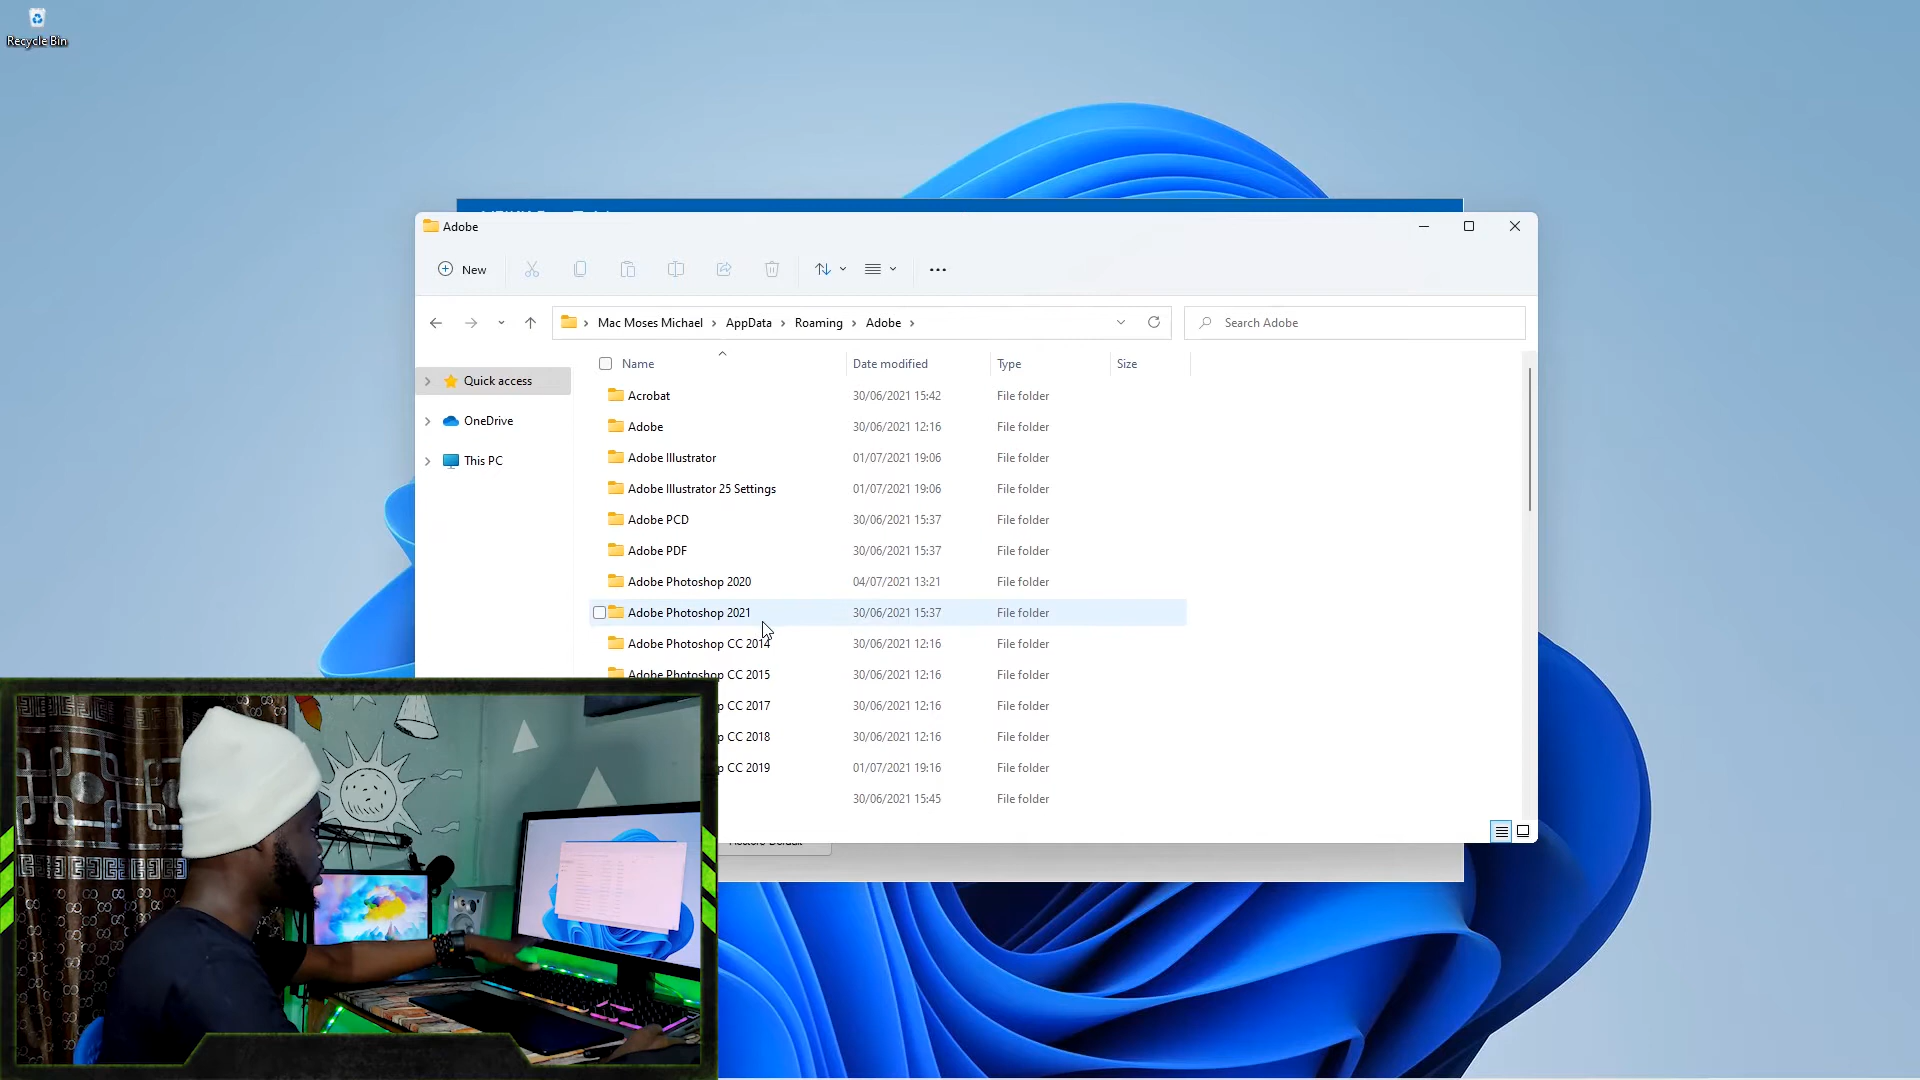 Recycle Bin
Adobe
New
Mac Moses Michael
AppData
Roaming
Adobe
Search Adobe
Name
Date modified
Type
Size
Quick access
OneDrive
This PC
Acrobat 30/06/2021 15:42 File folder
Adobe 30/06/2021 12:16 File folder
Adobe Illustrator 01/07/2021 19:06 File folder
Adobe Illustrator 25 Settings 01/07/2021 19:06 File folder
Adobe PCD 30/06/2021 15:37 File folder
Adobe PDF 30/06/2021 15:37 File folder
Adobe Photoshop 2020 04/07/2021 13:21 File folder
Adobe Photoshop 2021 30/06/2021 15:37 File folder
Adobe Photoshop CC 2014 30/06/2021 12:16 File folder
Adobe Photoshop CC 2015 30/06/2021 12:16 File folder
CC 2017 30/06/2021 12:16 File folder
CC 2018 30/06/2021 12:16 File folder
CC 2019 01/07/2021 19:16 File folder
30/06/2021 15:45 File folder